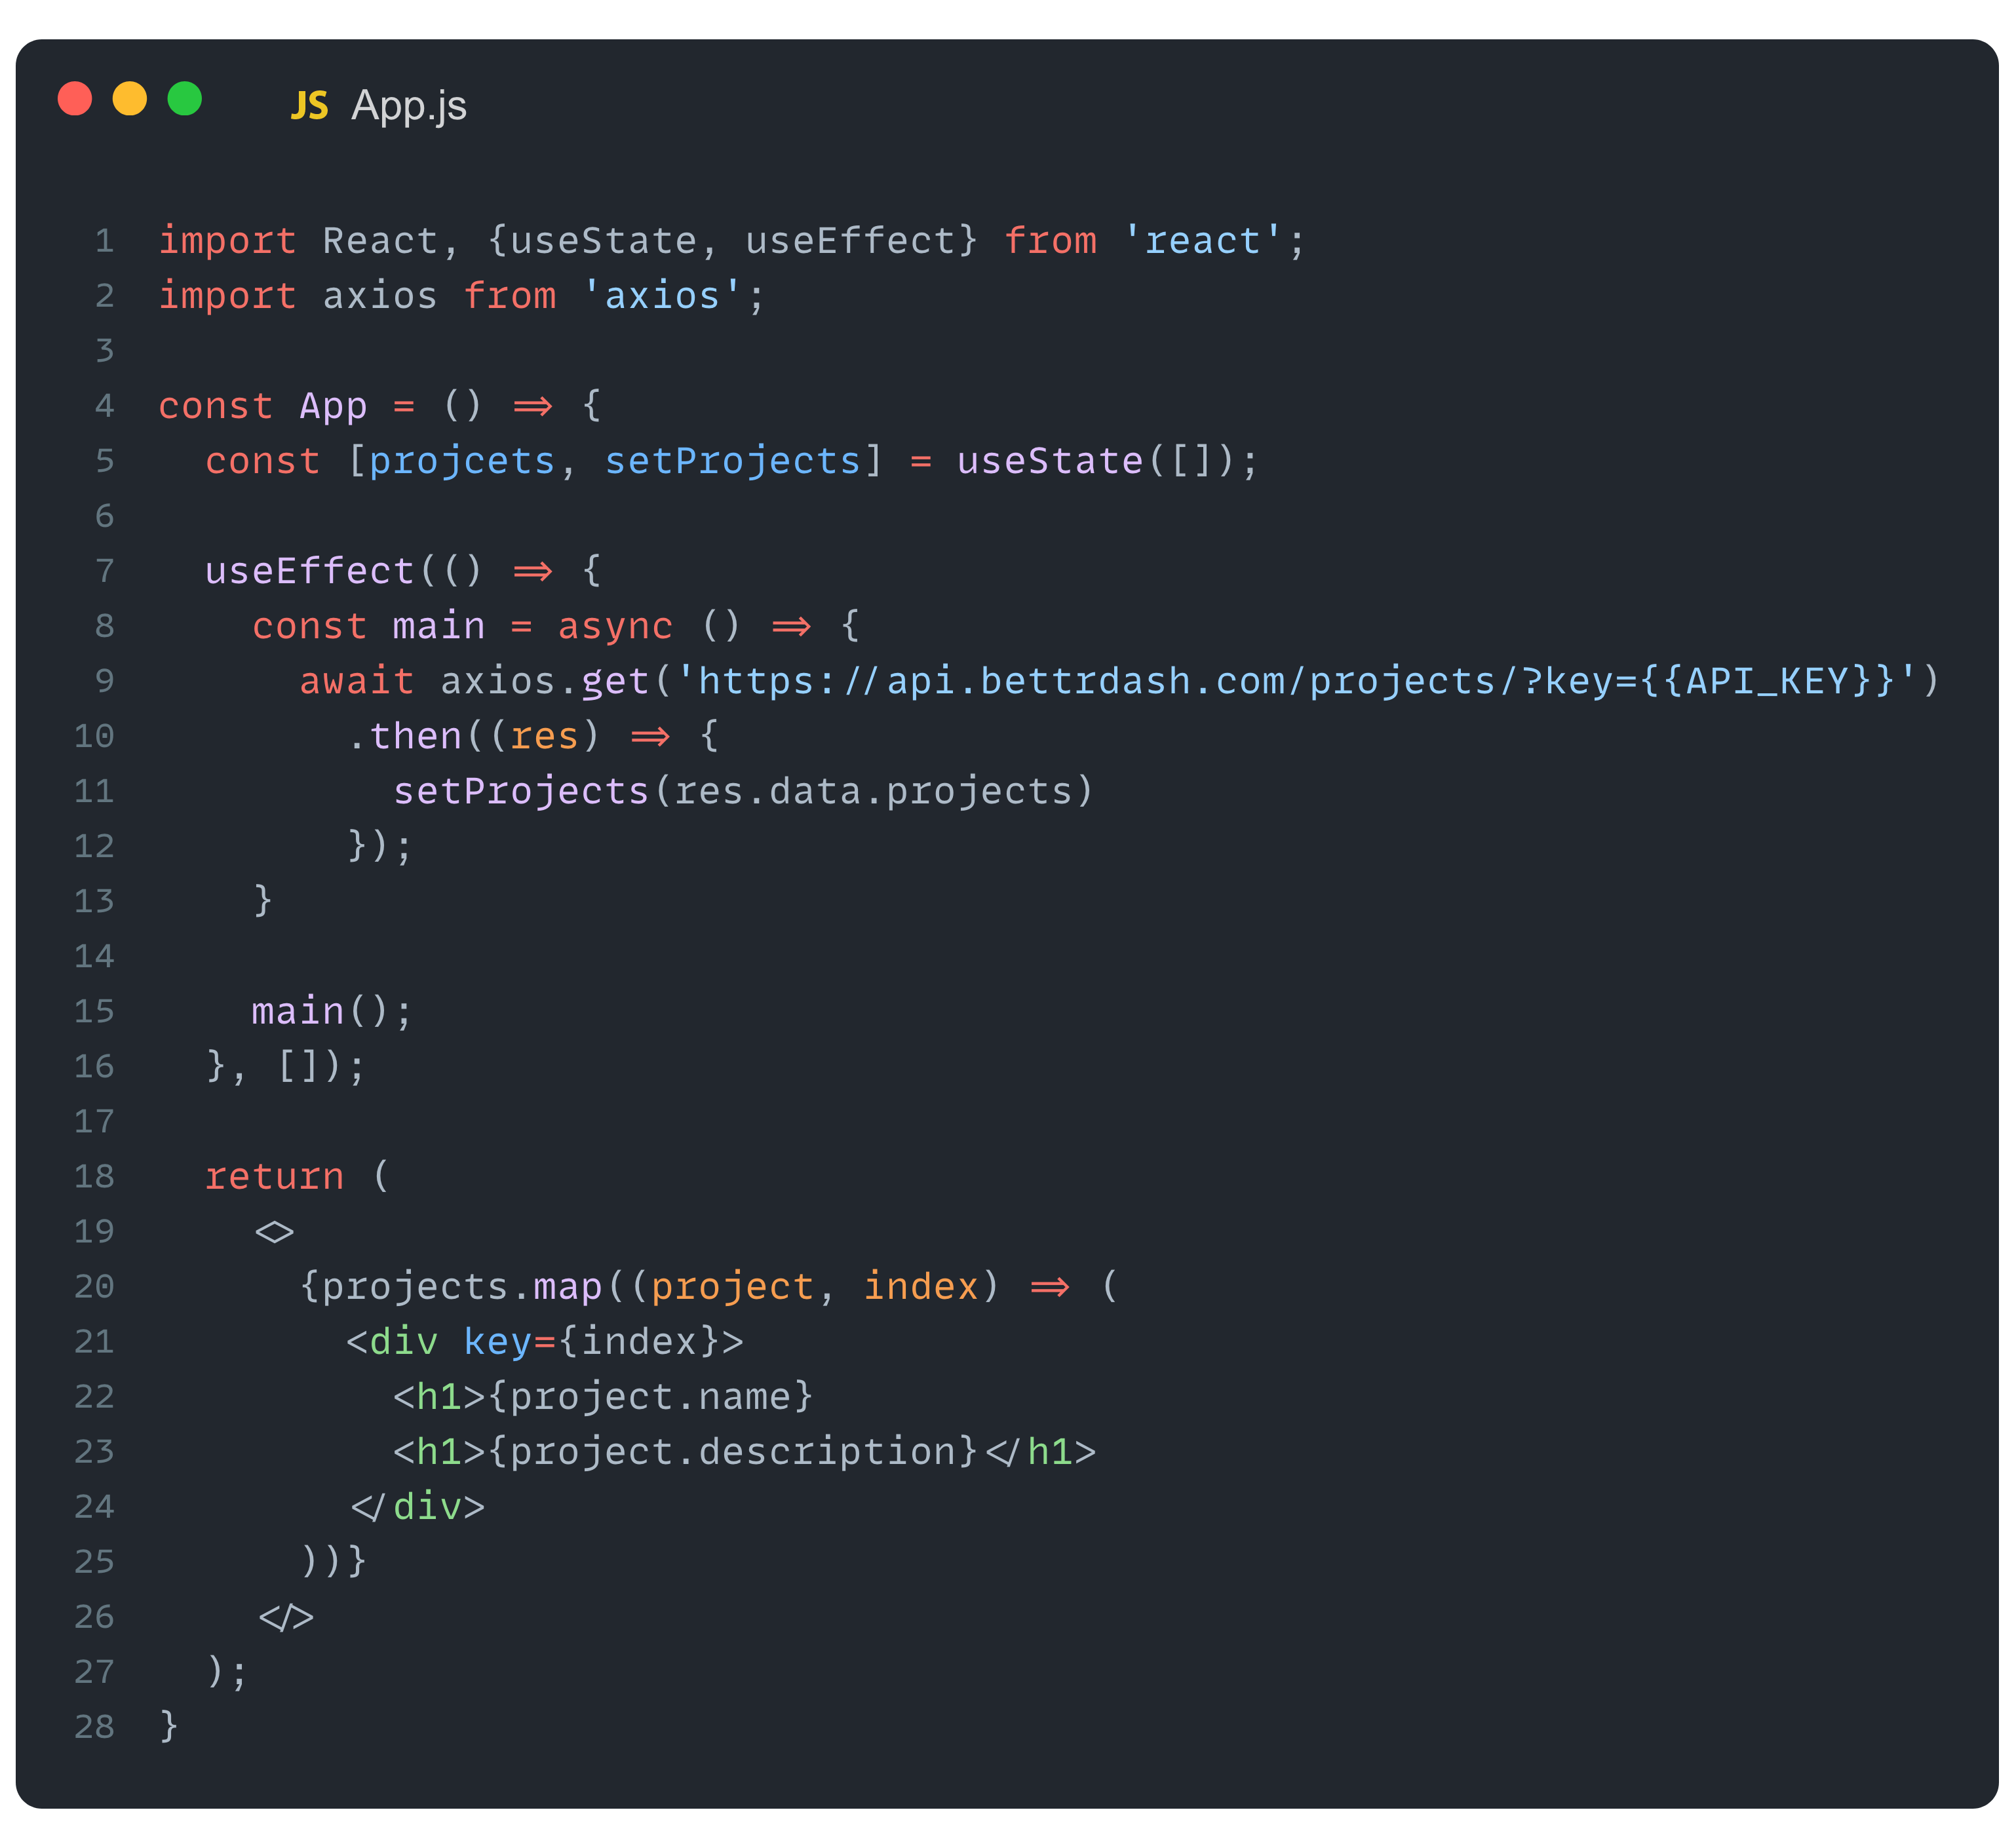 JS App.js
1 import React, {useState, useEffect} from 'react';
2 import axios from 'axios';
3
4 const App = () => {
5   const [projcets, setProjects] = useState([]);
6
7   useEffect(() => {
8     const main = async () => {
9       await axios.get('https://api.bettrdash.com/projects/?key={{API_KEY}}')
10         .then((res) => {
11           setProjects(res.data.projects)
12         });
13     }
14
15     main();
16   }, []);
17
18   return (
19     <>
20       {projects.map((project, index) => (
21         <div key={index}>
22           <h1>{project.name}
23           <h1>{project.description}</h1>
24         </div>
25       ))}
26     </>
27   );
28 }